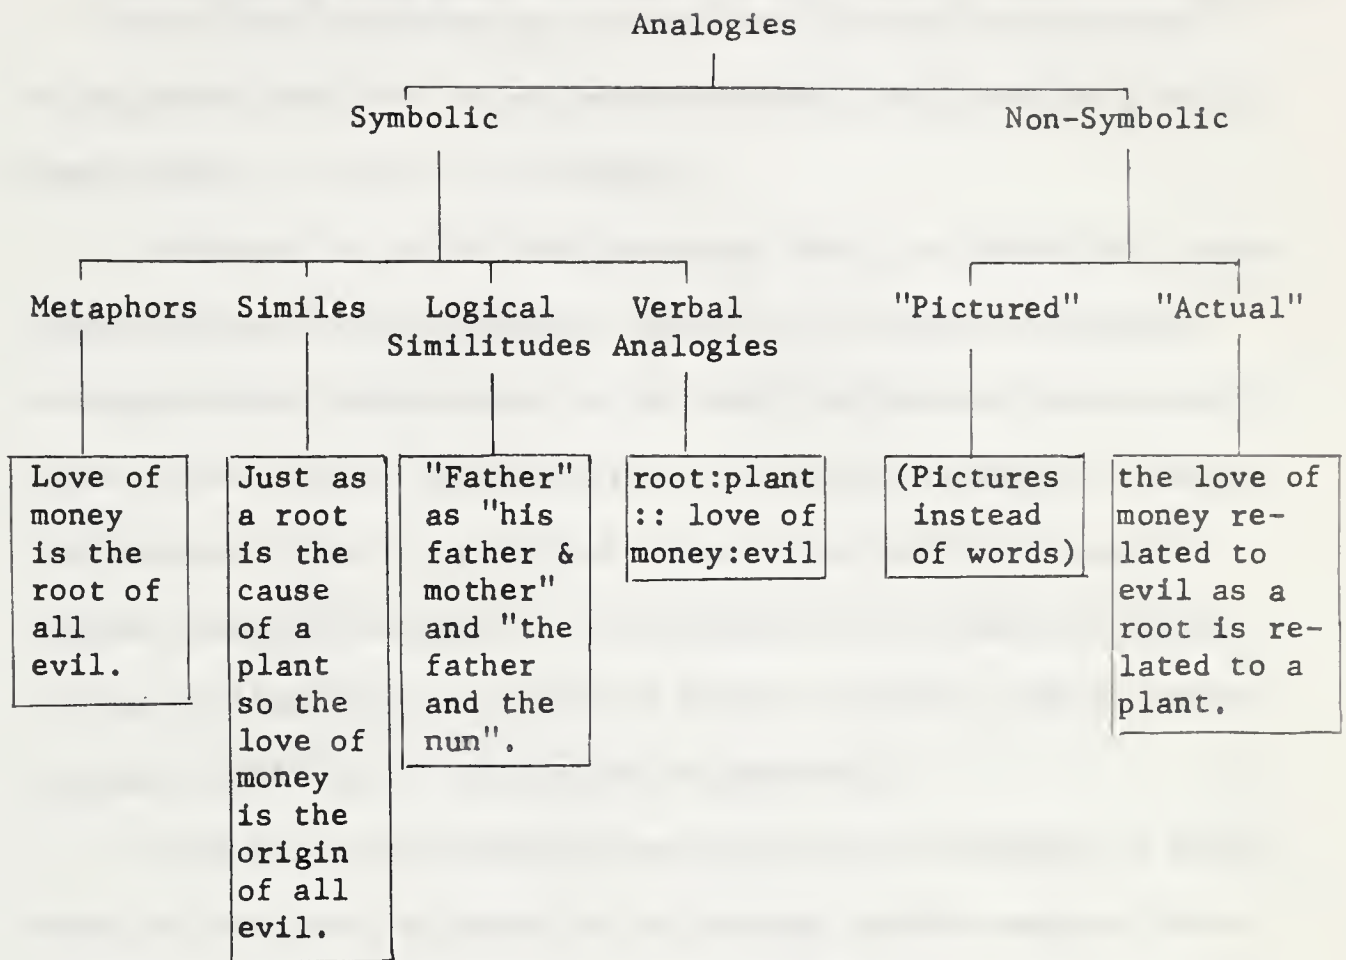 Analogies
Symbolic
Non-Symbolic
Metaphors
Similes
Logical
Similitudes
Verbal
Analogies
"Pictured"
"Actual"
Love of
money
is the
root of
all
evil.
Just as
a root
is the
cause
of a
plant
so the
love of
money
is the
origin
of all
evil.
"Father"
as "his
father &
mother"
and "the
father
and the
nun".
root:plant
:: love of
money:evil
(Pictures
instead
of words)
the love of
money re-
lated to
evil as a
root is re-
lated to a
plant.